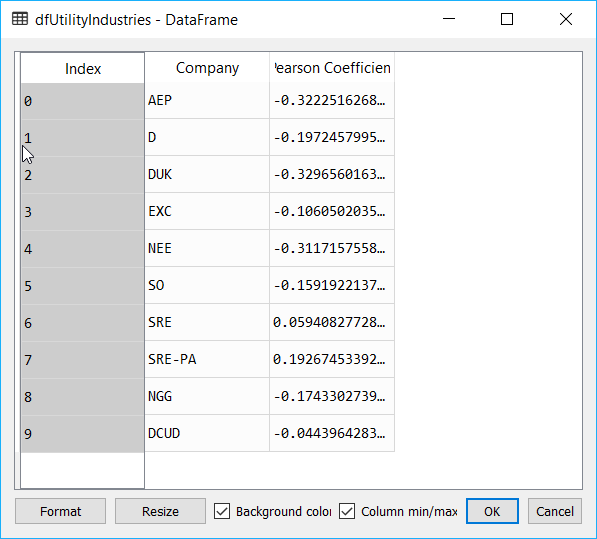 dfUtilityIndustries - DataFrame
Index Company Pearson Coefficien
0 AEP -0.3222516268…
1 D -0.1972457995…
2 DUK -0.3296560163…
3 EXC -0.1060502035…
4 NEE -0.3117157558…
5 SO -0.1591922137…
6 SRE 0.05940827728…
7 SRE-PA 0.19267453392…
8 NGG -0.1743302739…
9 DCUD -0.0443964283…
Format Resize Background color Column min/max OK Cancel